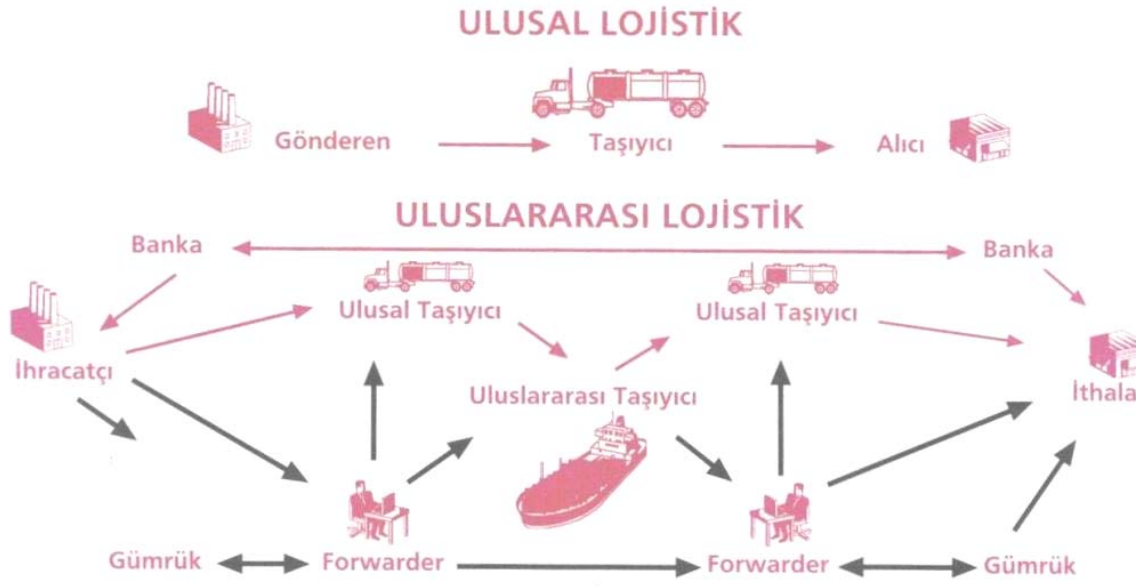 ULUSAL LOJİSTİK
Gönderen
Taşıyıcı
Alıcı
ULUSLARARASI LOJİSTİK
Banka
Banka
Ulusal Taşıyıcı
Ulusal Taşıyıcı
İhracatçı
Uluslararası Taşıyıcı
İthala
Gümrük
Forwarder
Forwarder
Gümrük